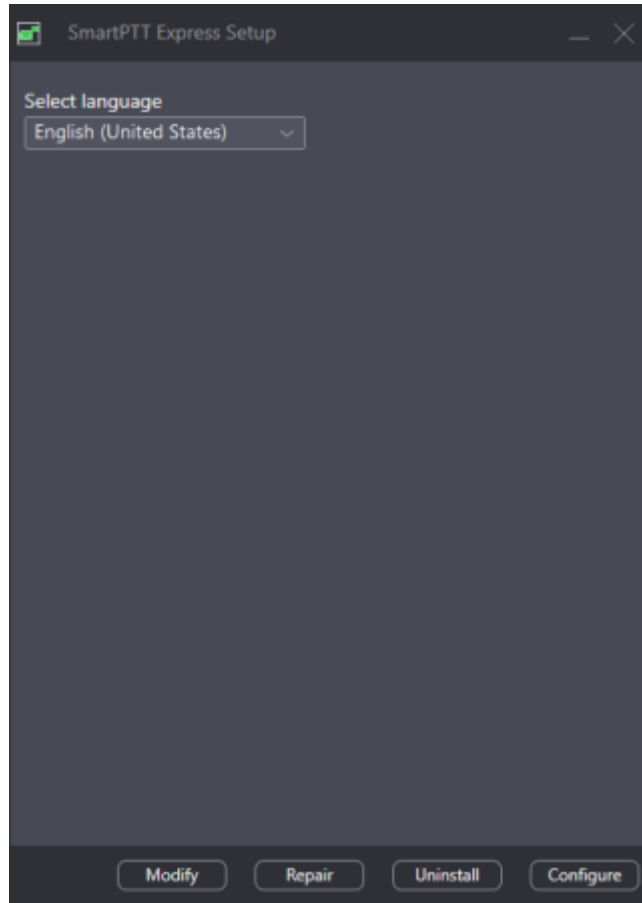 SmartPTT Express Setup
Select language
English (United States)
Modify Repair Uninstall Configure